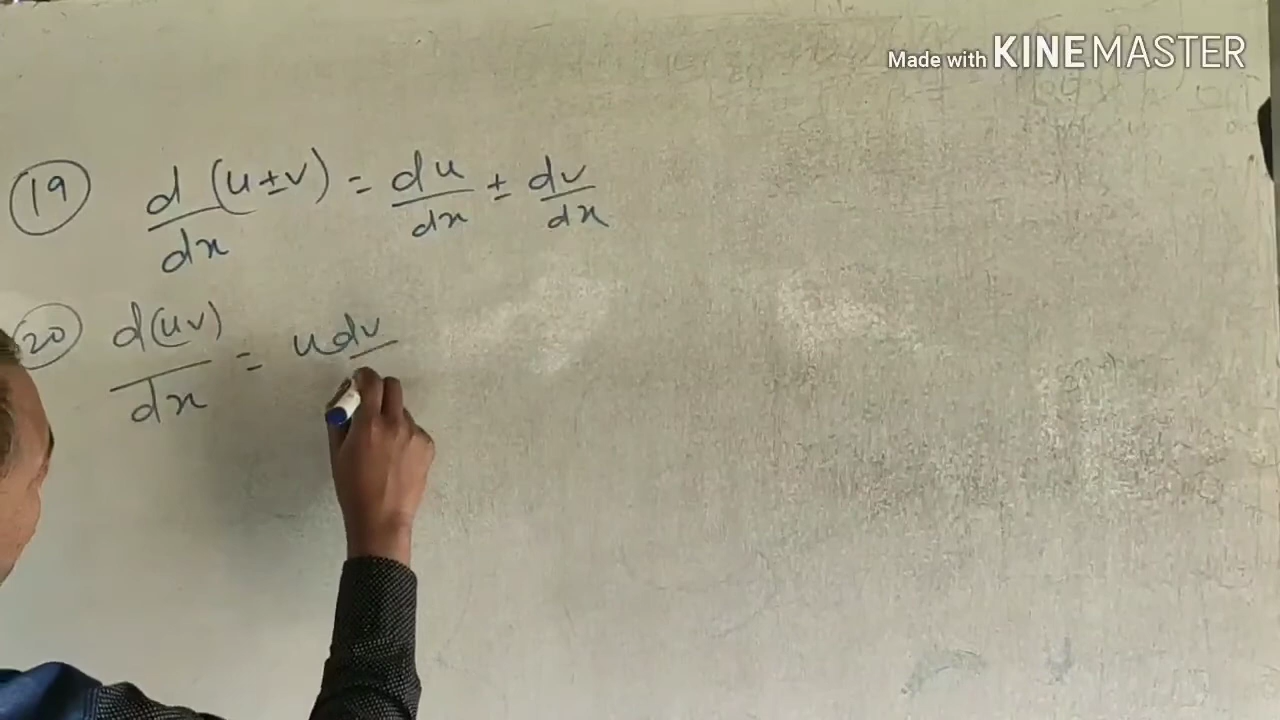 Made with KINEMASTER
(19) d/dx (u±v) = du/dx ± dv/dx
(20) d(uv)/dx = u dv